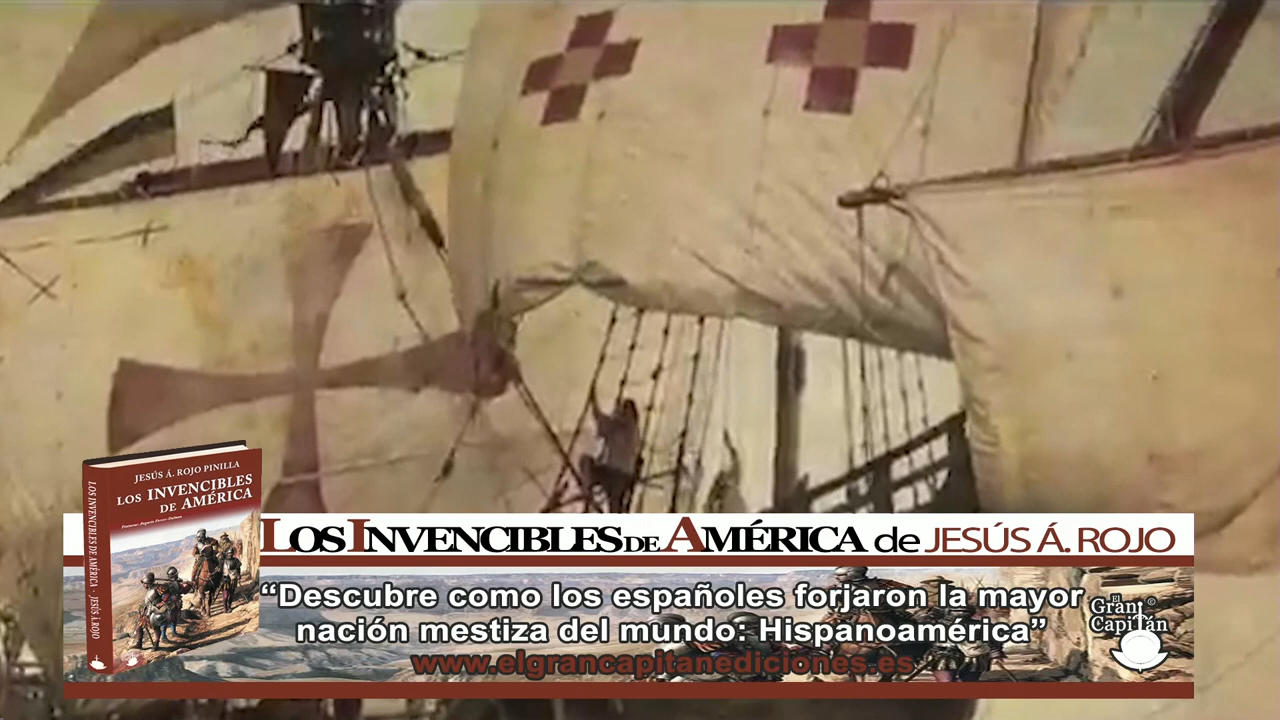 JESÚS Á. ROJO PINILLA
LOS INVENCIBLES
DE AMÉRICA
LOS INVENCIBLES DE AMÉRICA · JESÚS Á. ROJO
LOS INVENCIBLES DE AMÉRICA de JESÚS Á. ROJO
“Descubre como los españoles forjaron la mayor
nación mestiza del mundo: Hispanoamérica”
www.elgrancapitanediciones.es
El
Gran
Capitán